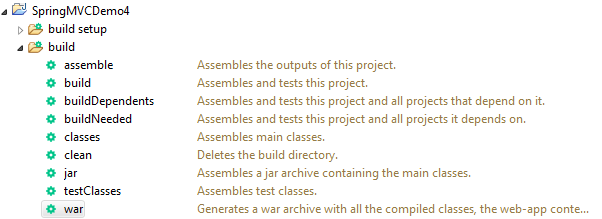 SpringMVCDemo4
build setup
build
assemble Assembles the outputs of this project.
build Assembles and tests this project.
buildDependents Assembles and tests this project and all projects that depend on it.
buildNeeded Assembles and tests this project and all projects it depends on.
classes Assembles main classes.
clean Deletes the build directory.
jar Assembles a jar archive containing the main classes.
testClasses Assembles test classes.
war Generates a war archive with all the compiled classes, the web-app conte...